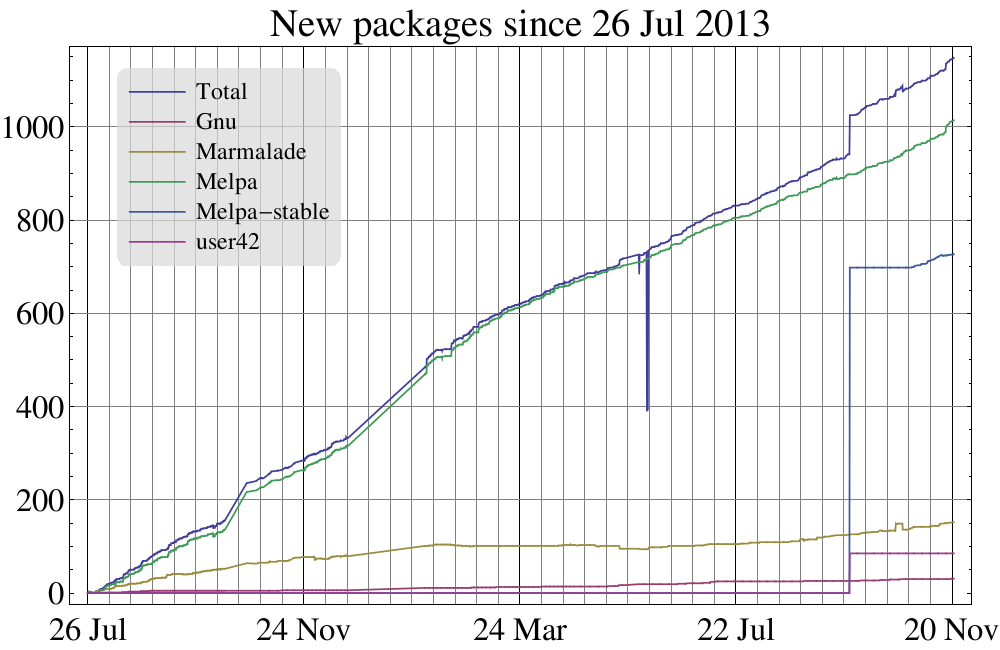 New packages since 26 Jul 2013
Total
Gnu
Marmalade
Melpa
Melpa−stable
user42
1000
800
600
400
200
0
26 Jul
24 Nov
24 Mar
22 Jul
20 Nov